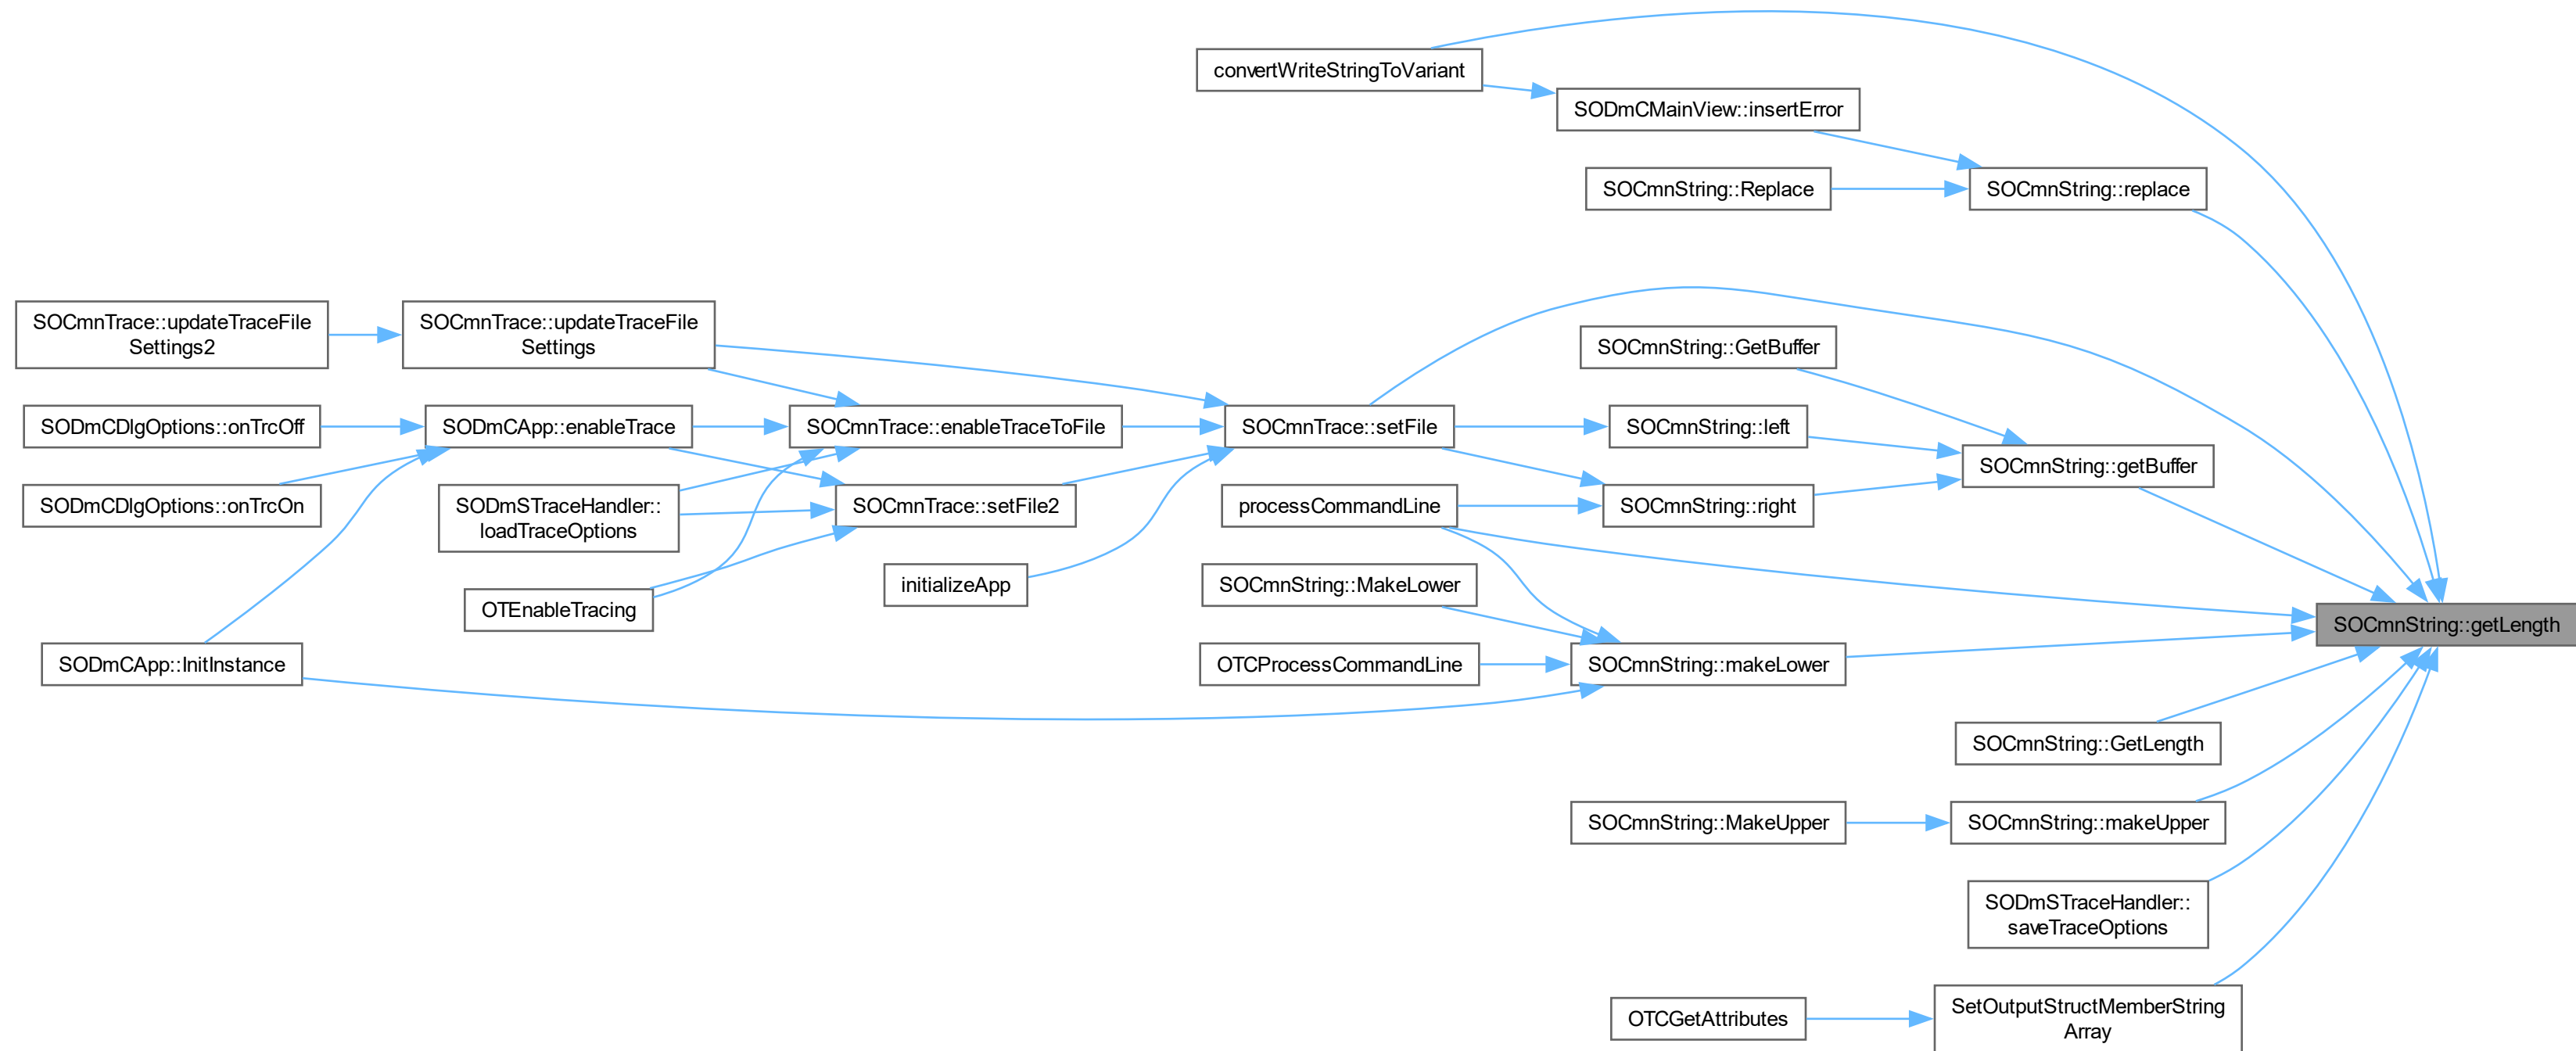 convertWriteStringToVariant
SODmCMainView::insertError
SOCmnString::Replace
SOCmnString::replace
SOCmnTrace::updateTraceFile
Settings2
SOCmnTrace::updateTraceFile
Settings
SOCmnString::GetBuffer
SODmCDlgOptions::onTrcOff
SODmCApp::enableTrace
SOCmnTrace::enableTraceToFile
SOCmnTrace::setFile
SOCmnString::left
SOCmnString::getBuffer
SODmCDlgOptions::onTrcOn
SODmSTraceHandler::
loadTraceOptions
SOCmnTrace::setFile2
processCommandLine
SOCmnString::right
OTEnableTracing
initializeApp
SOCmnString::MakeLower
SOCmnString::getLength
SODmCApp::InitInstance
OTCProcessCommandLine
SOCmnString::makeLower
SOCmnString::GetLength
SOCmnString::MakeUpper
SOCmnString::makeUpper
SODmSTraceHandler::
saveTraceOptions
OTCGetAttributes
SetOutputStructMemberString
Array